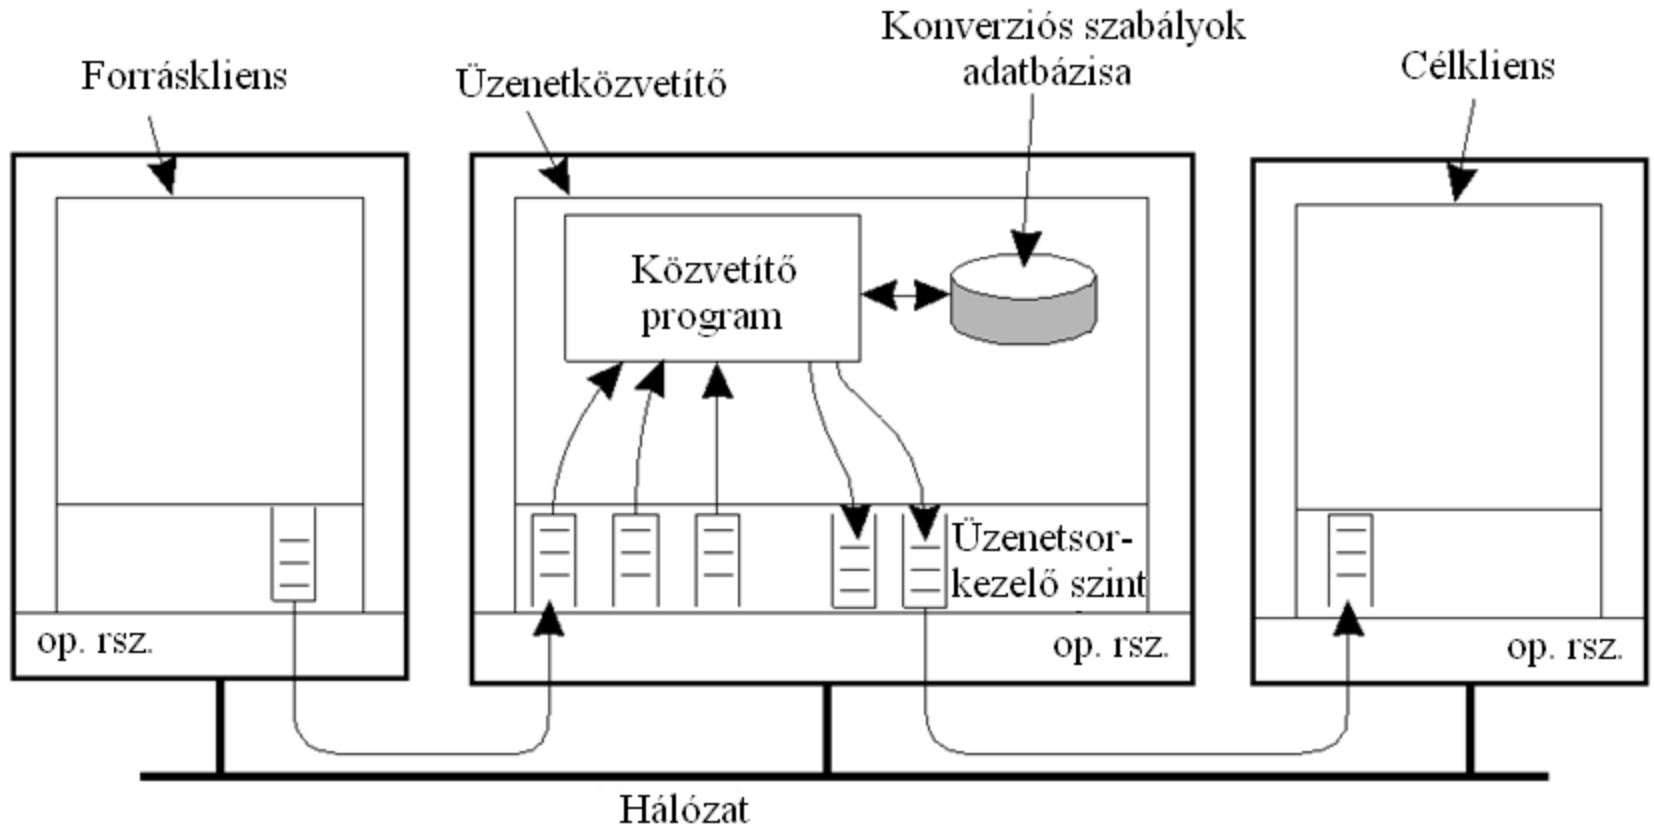 Konverziós szabályok
adatbázisa
Forráskliens
Üzenetközvetítő
Célkliens
Közvetítő
program
Üzenetsor-
kezelő szint
op. rsz.
op. rsz.
op. rsz.
Hálózat